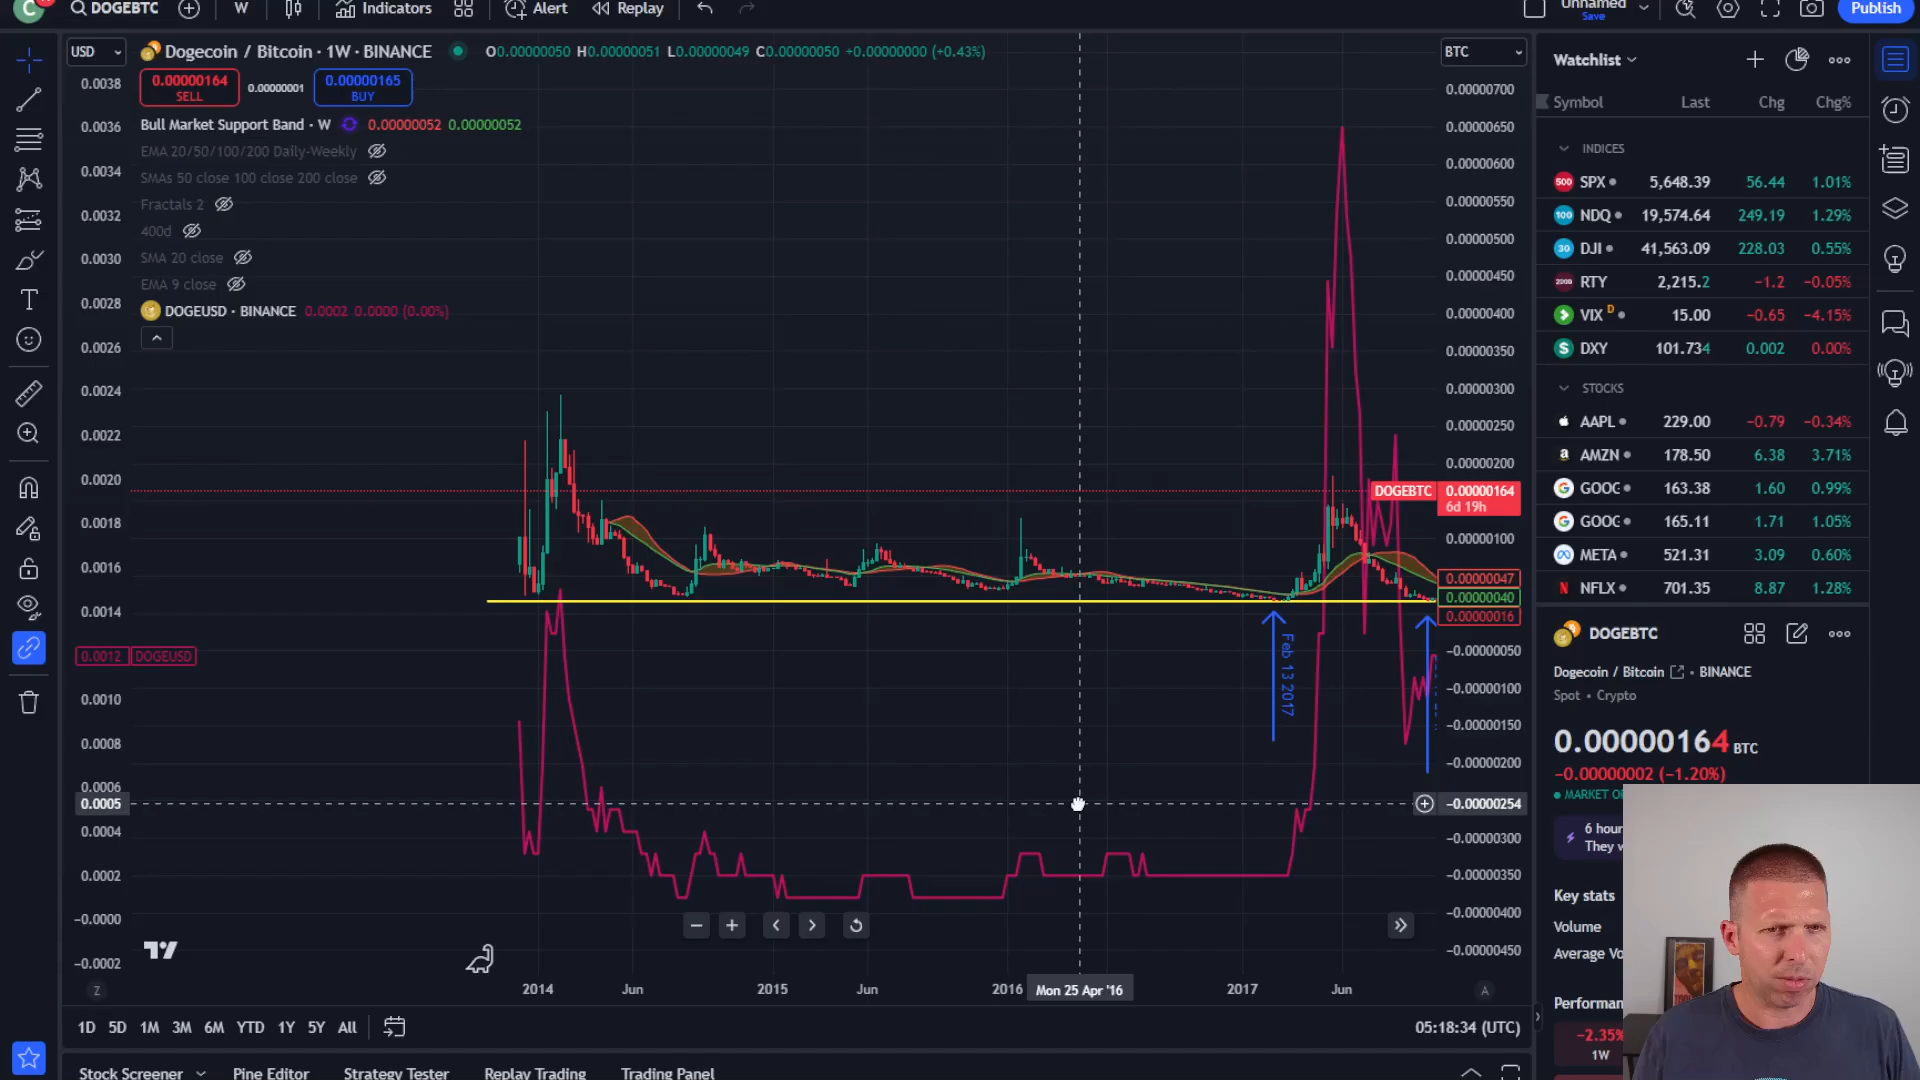 C
DOGEBTC
W
Indicators
Alert
Replay
Unnamed
Save
Publish
USD
Dogecoin / Bitcoin · 1W · BINANCE
O0.00000050 H0.00000051 L0.00000049 C0.00000050 +0.00000000 (+0.43%)
BTC
0.00000164
SELL
0.00000001
0.00000165
BUY
Bull Market Support Band · W
0.00000052 0.00000052
EMA 20/50/100/200 Daily-Weekly
SMAs 50 close 100 close 200 close
Fractals 2
400d
SMA 20 close
EMA 9 close
DOGEUSD · BINANCE 0.0002 0.0000 (0.00%)
0.0038
0.0036
0.0034
0.0032
0.0030
0.0028
0.0026
0.0024
0.0022
0.0020
0.0018
0.0016
0.0014
0.0012 DOGEUSD
0.0010
0.0008
0.0006
0.0005
0.0004
0.0002
−0.0000
−0.0002
Feb 13 2017
0.00000700
0.00000650
0.00000600
0.00000550
0.00000500
0.00000450
0.00000400
0.00000350
0.00000300
0.00000250
0.00000200
DOGEBTC 0.00000164
6d 19h
0.00000100
0.00000047
0.00000040
0.00000016
−0.00000050
−0.00000100
−0.00000150
−0.00000200
−0.00000254
−0.00000300
−0.00000350
−0.00000400
−0.00000450
Z
2014
Jun
2015
Jun
2016
Mon 25 Apr '16
2017
Jun
A
1D 5D 1M 3M 6M YTD 1Y 5Y All
05:18:34 (UTC)
Stock Screener
Pine Editor
Strategy Tester
Replay Trading
Trading Panel
Watchlist
Symbol Last Chg Chg%
INDICES
500 SPX 5,648.39 56.44 1.01%
100 NDQ 19,574.64 249.19 1.29%
30 DJI 41,563.09 228.03 0.55%
2000 RTY 2,215.2 −1.2 −0.05%
VIX D 15.00 −0.65 −4.15%
$ DXY 101.734 0.002 0.00%
STOCKS
AAPL 229.00 −0.79 −0.34%
a AMZN 178.50 6.38 3.71%
G GOOG 163.38 1.60 0.99%
G GOOG 165.11 1.71 1.05%
META 521.31 3.09 0.60%
N NFLX 701.35 8.87 1.28%
DOGEBTC
Dogecoin / Bitcoin • BINANCE
Spot • Crypto
0.00000164 BTC
−0.00000002 (−1.20%)
MARKET
6 hour
They
Key stats
Volume
Average Vo
Performan
−2.35%
1W